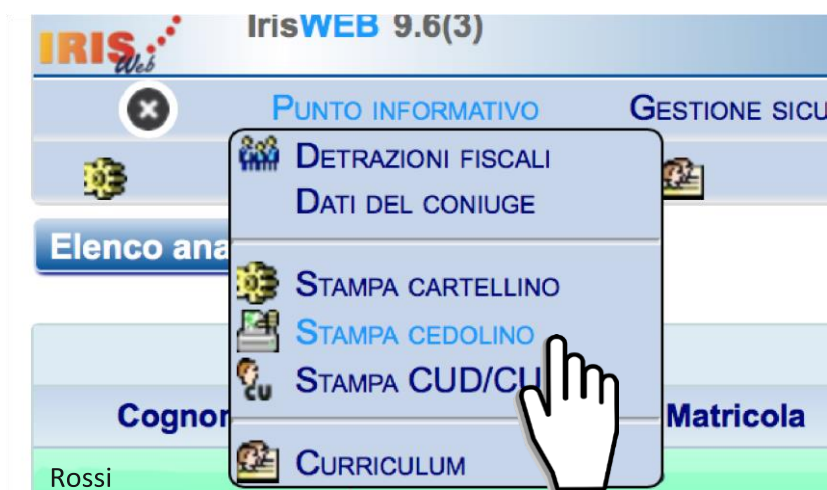 IRIS Web
IrisWEB 9.6(3)
PUNTO INFORMATIVO
GESTIONE SICU
DETRAZIONI FISCALI
DATI DEL CONIUGE
Elenco ana
STAMPA CARTELLINO
STAMPA CEDOLINO
STAMPA CUD/CU
CU
Cognor
Matricola
CURRICULUM
Rossi